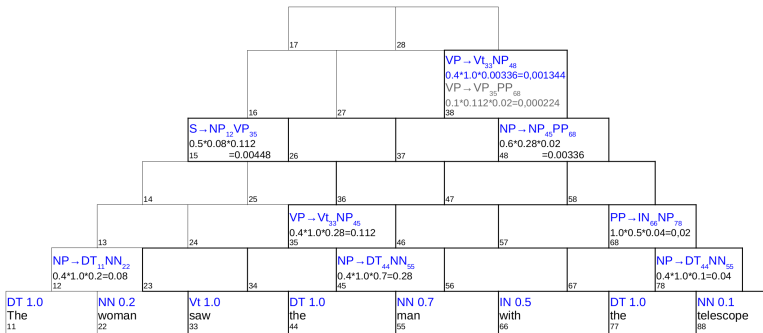 17 28
VP→Vt33NP48
0.4*1.0*0.00336=0,001344
VP→VP35PP68
0.1*0.112*0.02=0,000224
16 27 38
S→NP12VP35 NP→NP45PP68
0.5*0.08*0.112 0.6*0.28*0.02
15 =0.00448 26 37 48 =0.00336
14 25 36 47 58
VP→Vt33NP45 PP→IN66NP78
0.4*1.0*0.28=0.112 1.0*0.5*0.04=0,02
13 24 35 46 57 68
NP→DT11NN22 NP→DT44NN55 NP→DT44NN55
0.4*1.0*0.2=0.08 0.4*1.0*0.7=0.28 0.4*1.0*0.1=0.04
12 23 34 45 56 67 78
DT 1.0 NN 0.2 Vt 1.0 DT 1.0 NN 0.7 IN 0.5 DT 1.0 NN 0.1
The woman saw the man with the telescope
11 22 33 44 55 66 77 88